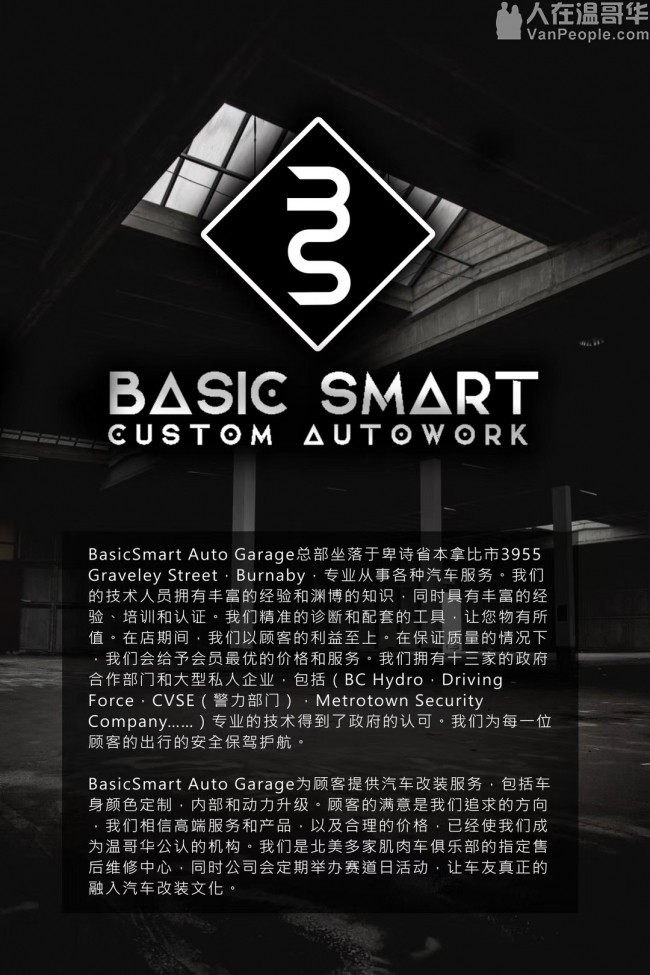 人在温哥华
VanPeople.com
BS
BASIC SMART
CUSTOM AUTOWORK
BasicSmart Auto Garage总部坐落于卑诗省本拿比市3955
Graveley Street，Burnaby，专业从事各种汽车服务。我们
的技术人员拥有丰富的经验和渊博的知识，同时具有丰富的经
验、培训和认证。我们精准的诊断和配套的工具，让您物有所
值。在店期间，我们以顾客的利益至上。在保证质量的情况下
，我们会给予会员最优的价格和服务。我们拥有十三家的政府
合作部门和大型私人企业，包括（BC Hydro，Driving
Force，CVSE（警力部门），Metrotown Security
Company……）专业的技术得到了政府的认可。我们为每一位
顾客的出行的安全保驾护航。
BasicSmart Auto Garage为顾客提供汽车改装服务，包括车
身颜色定制，内部和动力升级。顾客的满意是我们追求的方向
，我们相信高端服务和产品，以及合理的价格，已经使我们成
为温哥华公认的机构。我们是北美多家肌肉车俱乐部的指定售
后维修中心，同时公司会定期举办赛道日活动，让车友真正的
融入汽车改装文化。